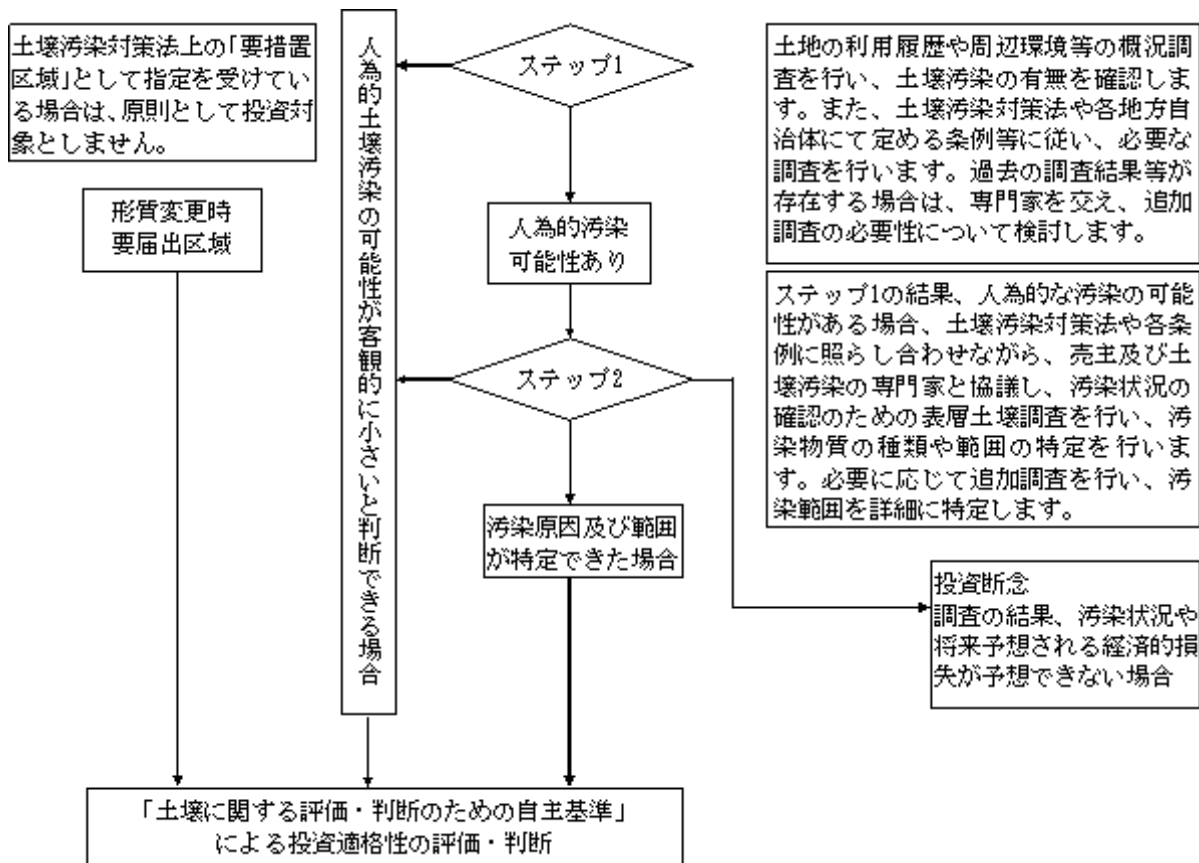 土壌汚染対策法上の「要措置
区域」として指定を受けてい
る場合は、原則として投資対
象としません。
形質変更時
要届出区域
人為的土壌汚染の可能性が客観的に小さいと判断できる場合
ステップ1
人為的汚染
可能性あり
ステップ2
汚染原因及び範囲
が特定できた場合
土地の利用履歴や周辺環境等の概況調
査を行い、土壌汚染の有無を確認しま
す。また、土壌汚染対策法や各地方自
治体にて定める条例等に従い、必要な
調査を行います。過去の調査結果等が
存在する場合は、専門家を交え、追加
調査の必要性について検討します。
ステップ1の結果、人為的な汚染の可能
性がある場合、土壌汚染対策法や各条
例に照らし合わせながら、売主及び土
壌汚染の専門家と協議し、汚染状況の
確認のための表層土壌調査を行い、汚
染物質の種類や範囲の特定を行いま
す。必要に応じて追加調査を行い、汚
染範囲を詳細に特定します。
投資断念
調査の結果、汚染状況や
将来予想される経済的損
失が予想できない場合
「土壌に関する評価・判断のための自主基準」
による投資適格性の評価・判断